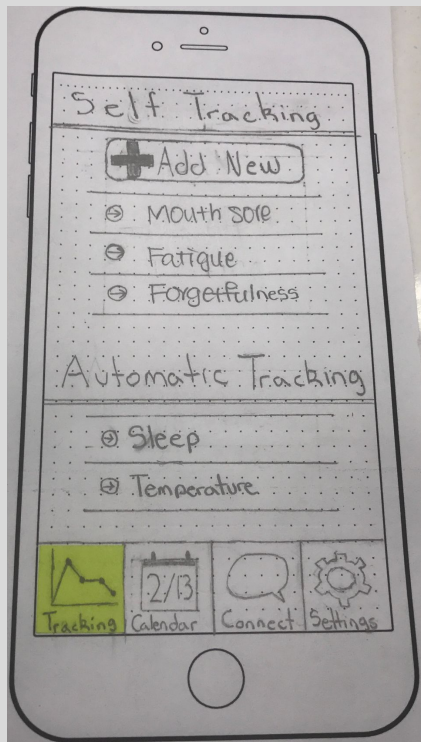 Self Tracking
Add New
Mouth sore
Fatigue
Forgetfulness
Automatic Tracking
Sleep
Temperature
2/13
Tracking Calendar Connect Settings